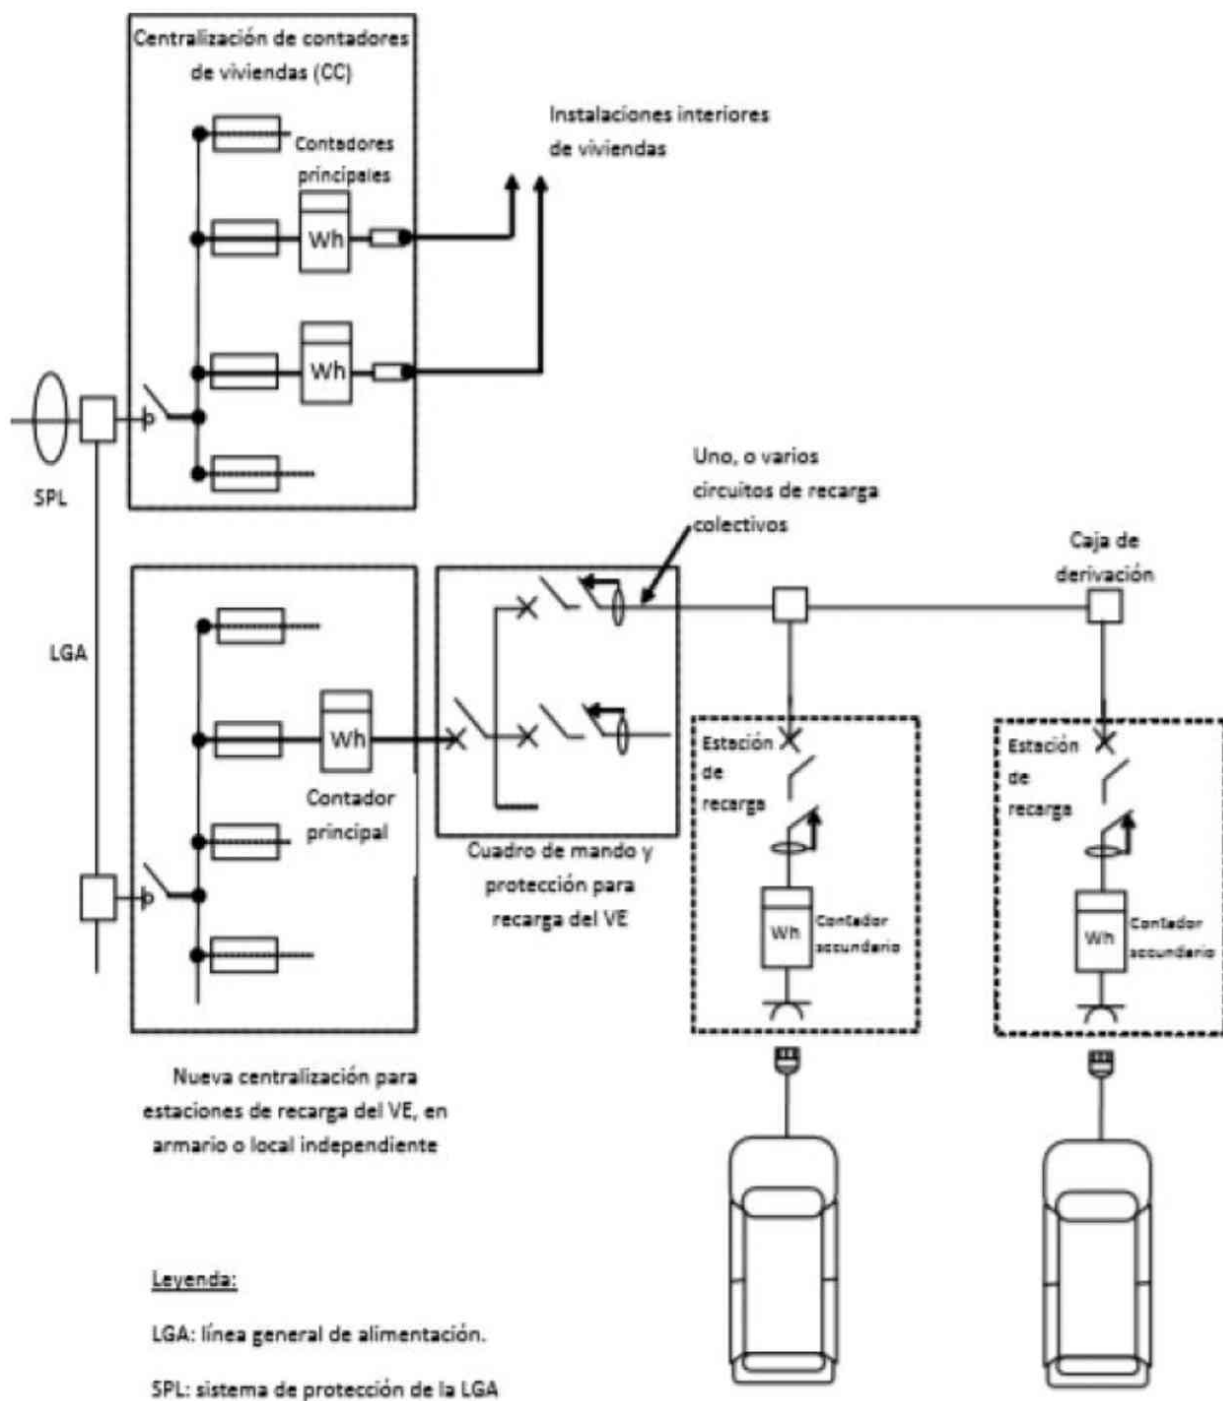 Centralización de contadores
de viviendas (CC)
Contadores
principales
Wh
Wh
Instalaciones interiores
de viviendas
SPL
LGA
Uno, o varios
circuitos de recarga
colectivos
Caja de
derivación
Wh
Contador
principal
Cuadro de mando y
protección para
recarga del VE
Estación
de
recarga
Wh
Contador
secundario
Estación
de
recarga
Wh
Contador
secundario
Nueva centralización para
estaciones de recarga del VE, en
armario o local independiente
Leyenda:
LGA: línea general de alimentación.
SPL: sistema de protección de la LGA